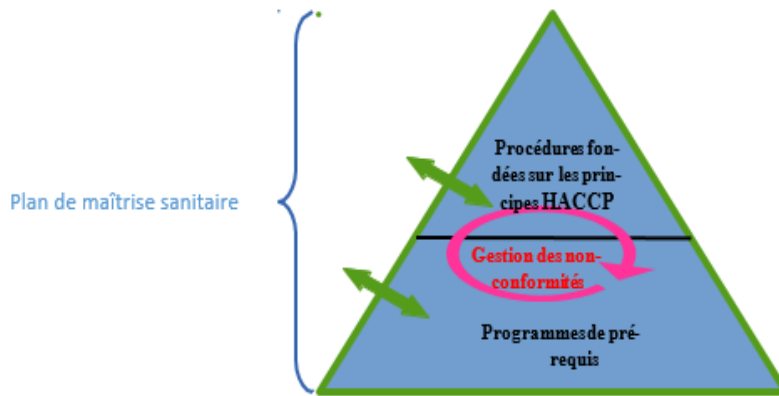 Procédures fon-
dées sur les prin-
cipes HACCP
Plan de maîtrise sanitaire
Gestion des non-
conformités
Programmes de pré-
requis